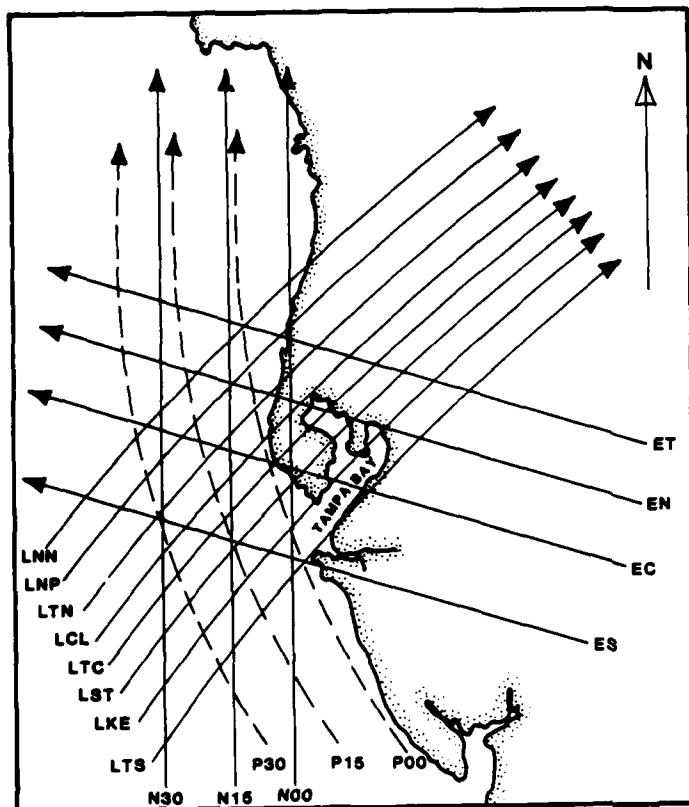 N
ET
EN
TAMPA BAY
EC
LNN
LNP
LTN
ES
LCL
LTC
LST
LKE
LTS
P30
P15
P00
N30
N15
N00